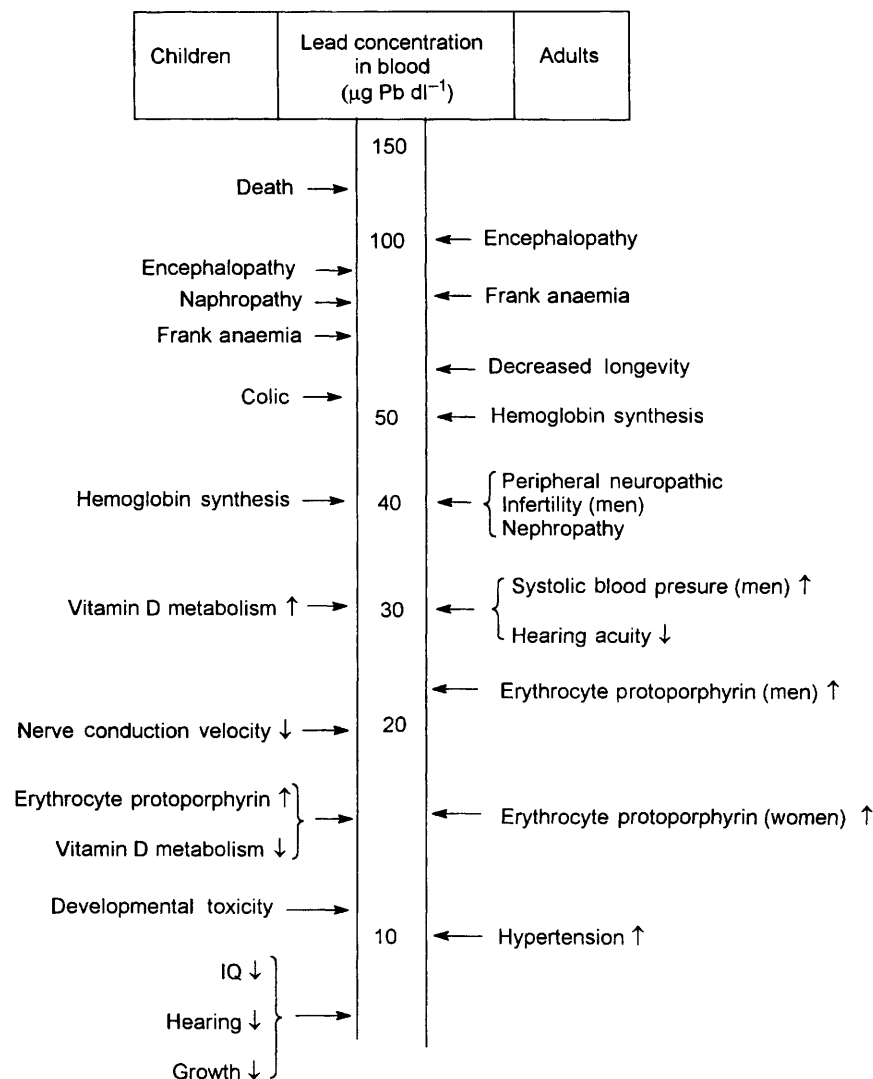 Children
Lead concentration
in blood
(μg Pb dl⁻¹)
Adults
150
Death →
100
← Encephalopathy
Encephalopathy →
Naphropathy →
← Frank anaemia
Frank anaemia →
← Decreased longevity
Colic →
50
← Hemoglobin synthesis
Hemoglobin synthesis →
40
← Peripheral neuropathic
Infertility (men)
Nephropathy
Vitamin D metabolism ↑ →
30
← Systolic blood presure (men) ↑
Hearing acuity ↓
← Erythrocyte protoporphyrin (men) ↑
Nerve conduction velocity ↓ →
20
Erythrocyte protoporphyrin ↑
Vitamin D metabolism ↓
← Erythrocyte protoporphyrin (women) ↑
Developmental toxicity →
10
← Hypertension ↑
IQ ↓
Hearing ↓
Growth ↓